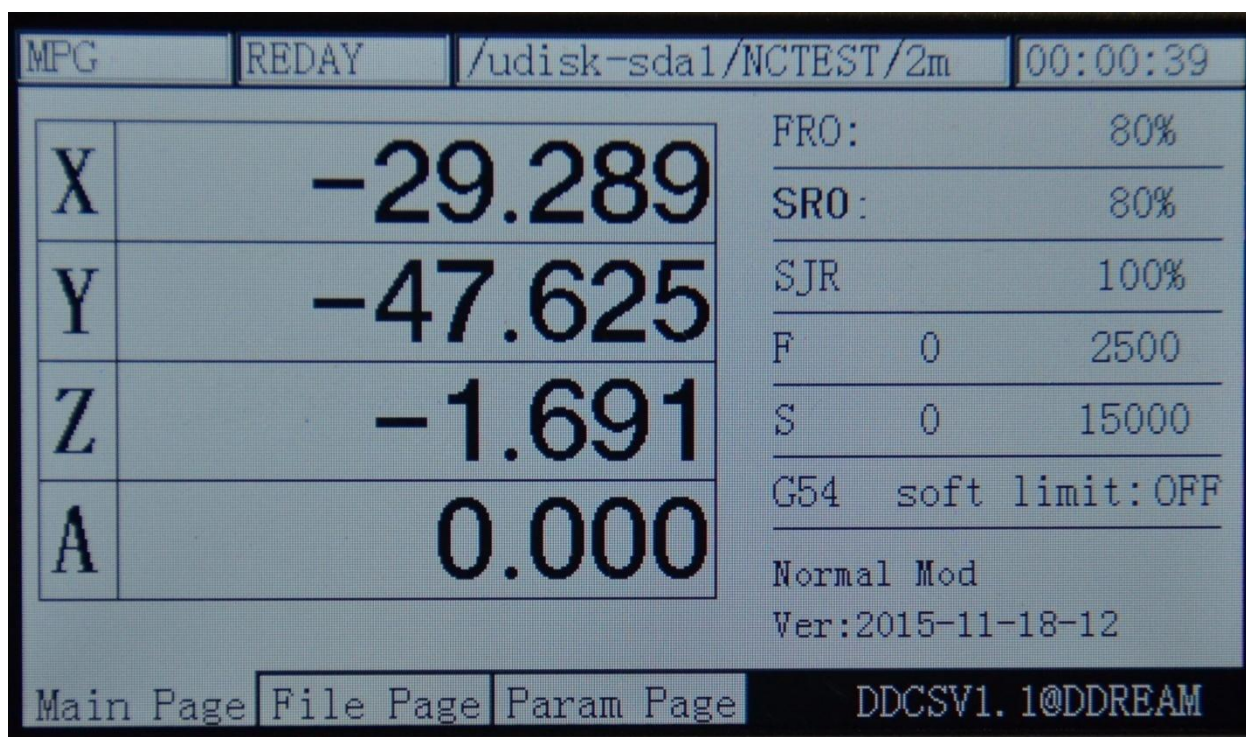 MPG REDAY /udisk-sda1/NCTEST/2m 00:00:39
X -29.289
Y -47.625
Z -1.691
A 0.000
FRO: 80%
SRO: 80%
SJR 100%
F 0 2500
S 0 15000
G54 soft limit:OFF
Normal Mod
Ver:2015-11-18-12
Main Page File Page Param Page DDCSV1.1@DDREAM